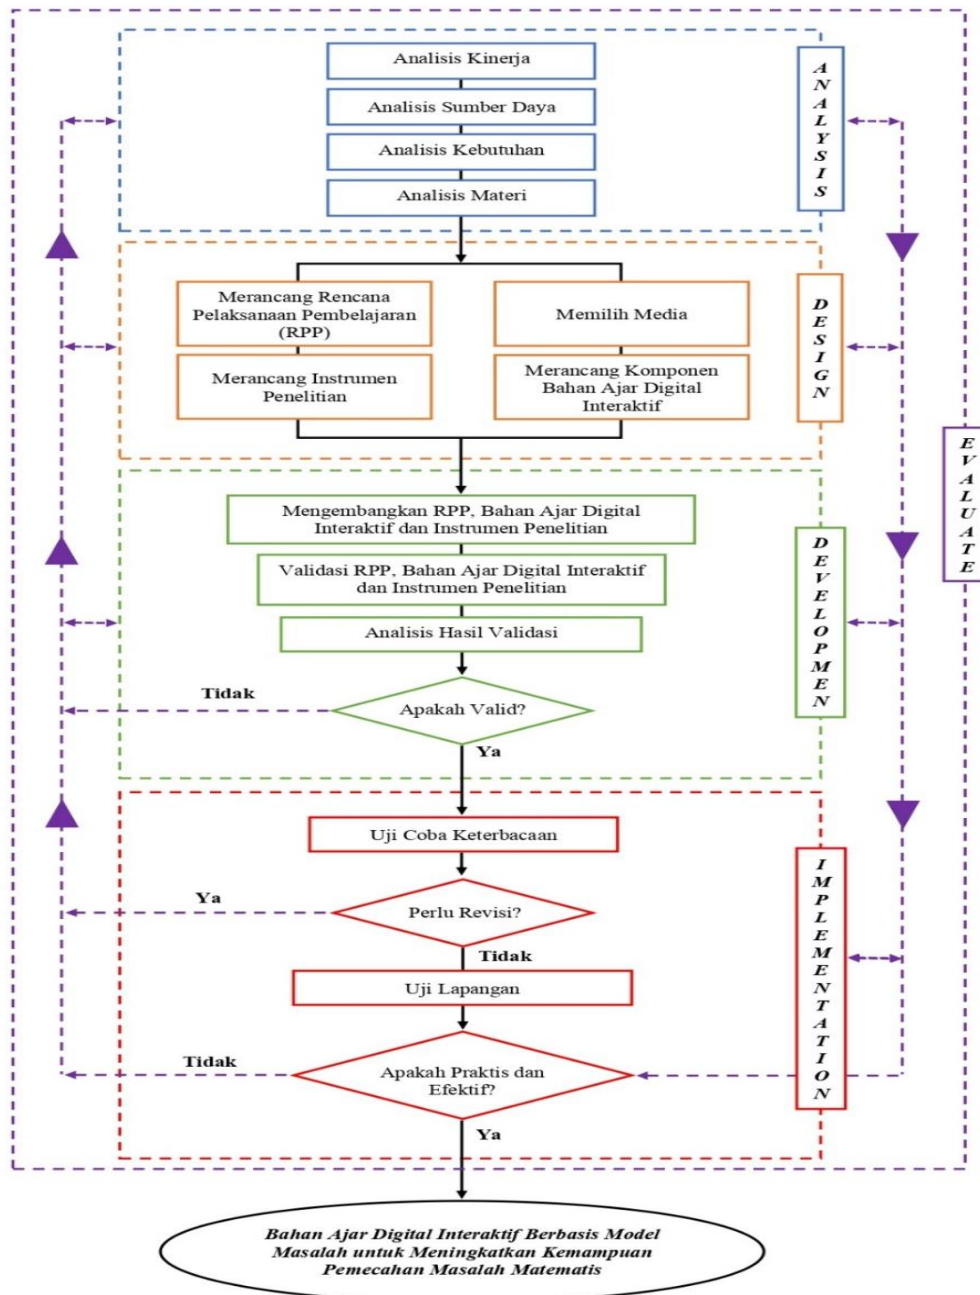 Analisis Kinerja
Analisis Sumber Daya
Analisis Kebutuhan
Analisis Materi
ANALYSIS
Merancang Rencana
Pelaksanaan Pembelajaran
(RPP)
Memilih Media
Merancang Instrumen
Penelitian
Merancang Komponen
Bahan Ajar Digital
Interaktif
DESIGN
EVALUATE
Mengembangkan RPP, Bahan Ajar Digital
Interaktif dan Instrumen Penelitian
Validasi RPP, Bahan Ajar Digital Interaktif
dan Instrumen Penelitian
Analisis Hasil Validasi
Tidak
Apakah Valid?
Ya
DEVELOPMEN
Uji Coba Keterbacaan
Ya
Perlu Revisi?
Tidak
Uji Lapangan
Tidak
Apakah Praktis dan
Efektif?
Ya
IMPLEMENTATION
Bahan Ajar Digital Interaktif Berbasis Model
Masalah untuk Meningkatkan Kemampuan
Pemecahan Masalah Matematis